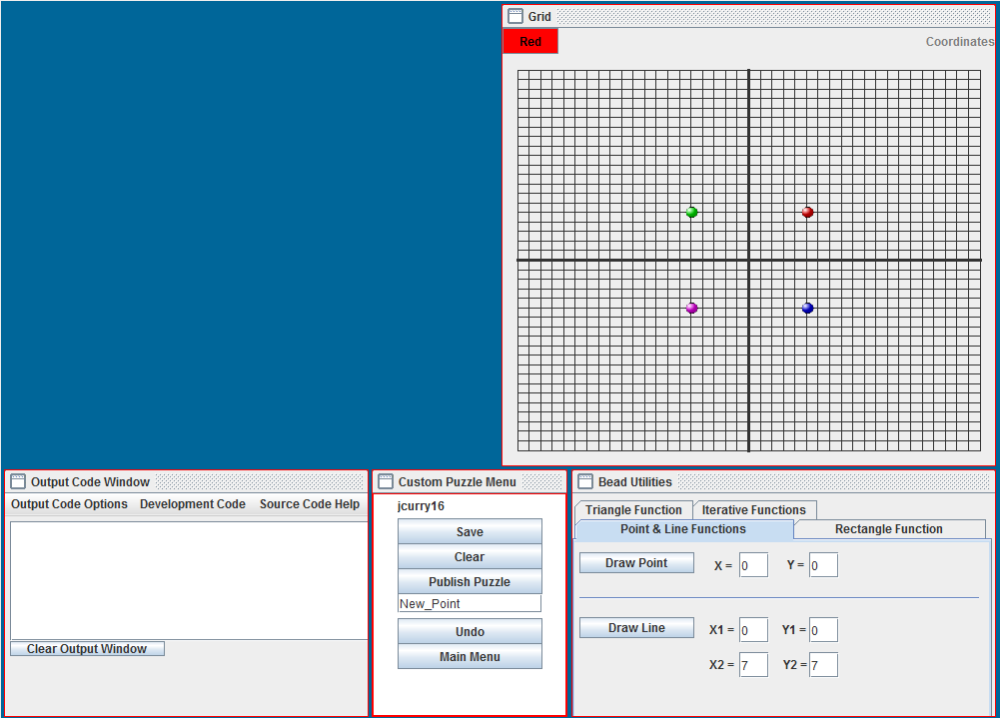 Grid
Red
Coordinates
Output Code Window
Output Code Options Development Code Source Code Help
Clear Output Window
Custom Puzzle Menu
jcurry16
Save
Clear
Publish Puzzle
New_Point
Undo
Main Menu
Bead Utilities
Triangle Function Iterative Functions
Point & Line Functions Rectangle Function
Draw Point X = 0 Y = 0
Draw Line X1 = 0 Y1 = 0
X2 = 7 Y2 = 7